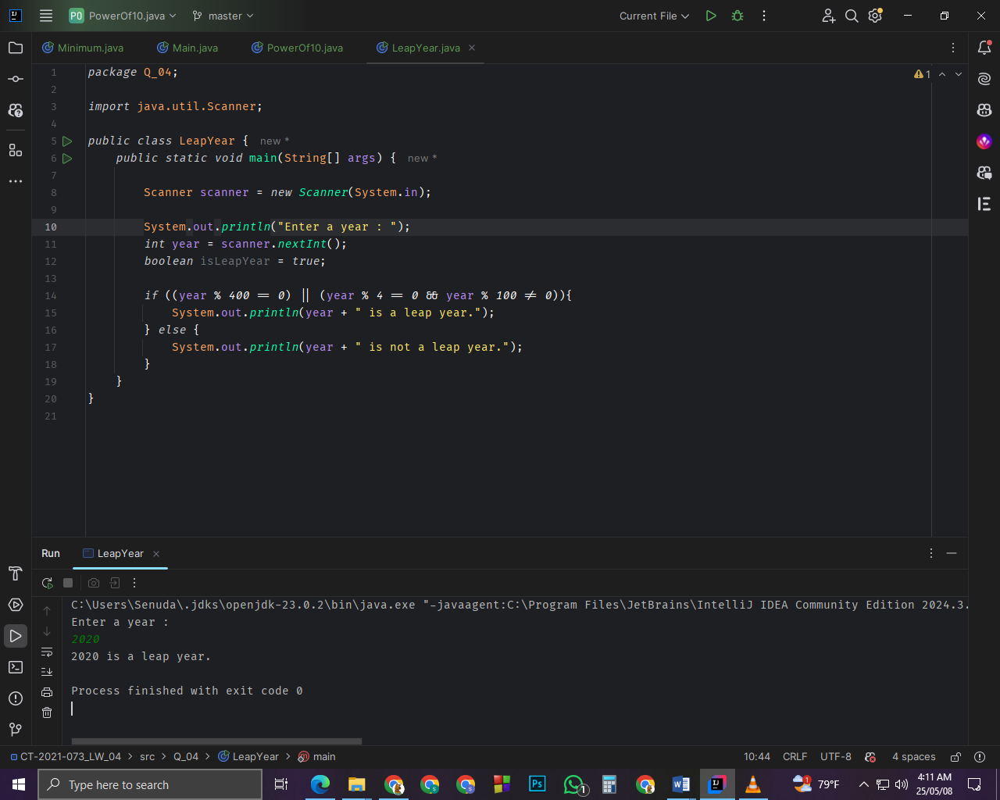 PO PowerOf10.java master Current File
Minimum.java Main.java PowerOf10.java LeapYear.java
1 package Q_04; 1
2
3 import java.util.Scanner;
4
5 public class LeapYear { new *
6 public static void main(String[] args) { new *
7
8 Scanner scanner = new Scanner(System.in);
9
10 System.out.println("Enter a year : ");
11 int year = scanner.nextInt();
12 boolean isLeapYear = true;
13
14 if ((year % 400 == 0) || (year % 4 == 0 && year % 100 != 0)){
15 System.out.println(year + " is a leap year.");
16 } else {
17 System.out.println(year + " is not a leap year.");
18 }
19 }
20 }
21
Run LeapYear
C:\Users\Senuda\.jdks\openjdk-23.0.2\bin\java.exe "-javaagent:C:\Program Files\JetBrains\IntelliJ IDEA Community Edition 2024.3.
Enter a year :
2020
2020 is a leap year.
Process finished with exit code 0
CT-2021-073_LW_04 > src > Q_04 > LeapYear > main 10:44 CRLF UTF-8 4 spaces
Type here to search 1 79°F 4:11 AM
25/05/08